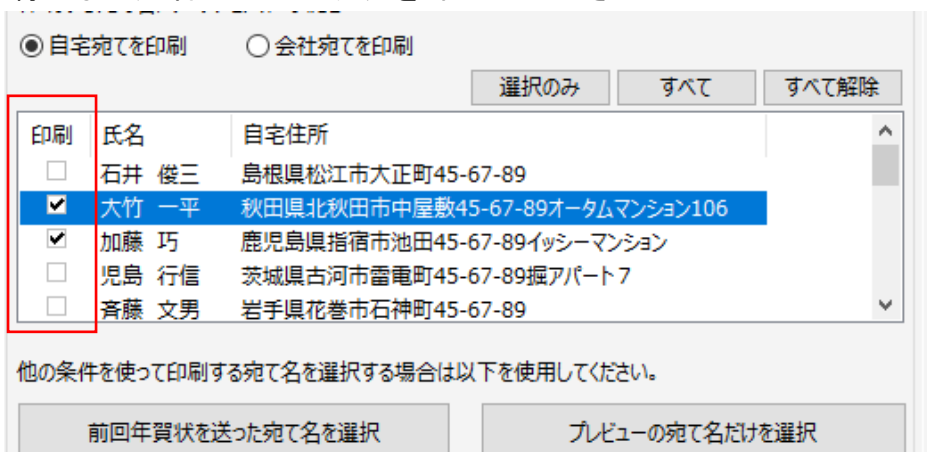 自宅宛てを印刷 会社宛てを印刷
選択のみ すべて すべて解除
印刷 氏名 自宅住所
石井 俊三 島根県松江市大正町45-67-89
大竹 一平 秋田県北秋田市中屋敷45-67-89オータムマンション106
加藤 巧 鹿児島県指宿市池田45-67-89イッシーマンション
児島 行信 茨城県古河市雷電町45-67-89掘アパート7
斉藤 文男 岩手県花巻市石神町45-67-89
他の条件を使って印刷する宛て名を選択する場合は以下を使用してください。
前回年賀状を送った宛て名を選択 プレビューの宛て名だけを選択